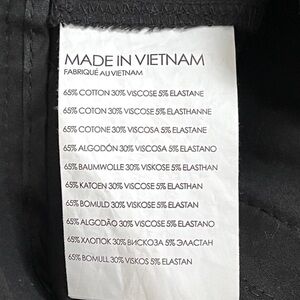 MADE IN VIETNAM
FABRIQUÉ AU VIETNAM
65% COTTON 30% VISCOSE 5% ELASTANE
65% COTON 30% VISCOSE 5% ELASTHANNE
65% COTONE 30% VISCOSA 5% ELASTANE
65% ALGODÓN 30% VISCOSA 5% ELASTANO
65% BAUMWOLLE 30% VISKOSE 5% ELASTHAN
65% KATOEN 30% VISCOSE 5% ELASTHAN
65% BOMULD 30% VISKOSE 5% ELASTAN
65% ALGODÃO 30% VISCOSE 5% ELASTANO
65% ХЛОПОК 30% ВИСКОЗА 5% ЭЛАСТАН
65% BOMULL 30% VISKOS 5% ELASTAN